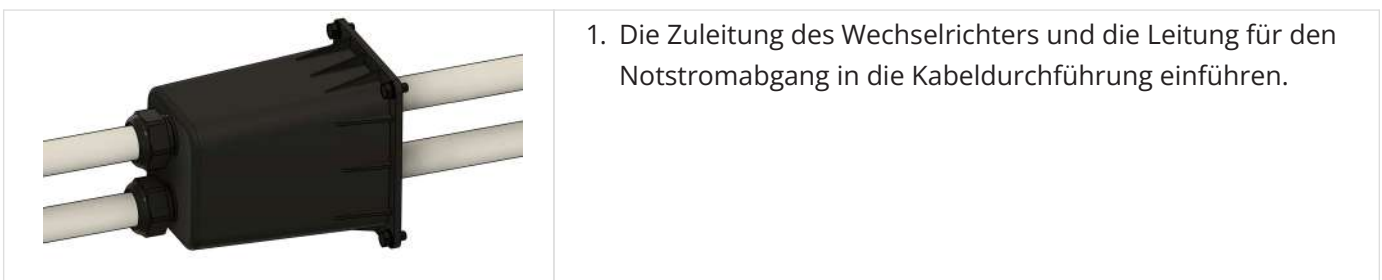 1. Die Zuleitung des Wechselrichters und die Leitung für den
Notstromabgang in die Kabeldurchführung einführen.